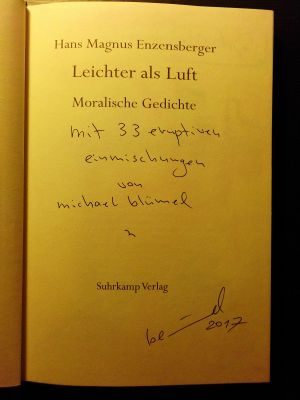 Hans Magnus Enzensberger
Leichter als Luft
Moralische Gedichte
mit 33 eruptiven
einmischungen
von
michael blümel
Suhrkamp Verlag
2017